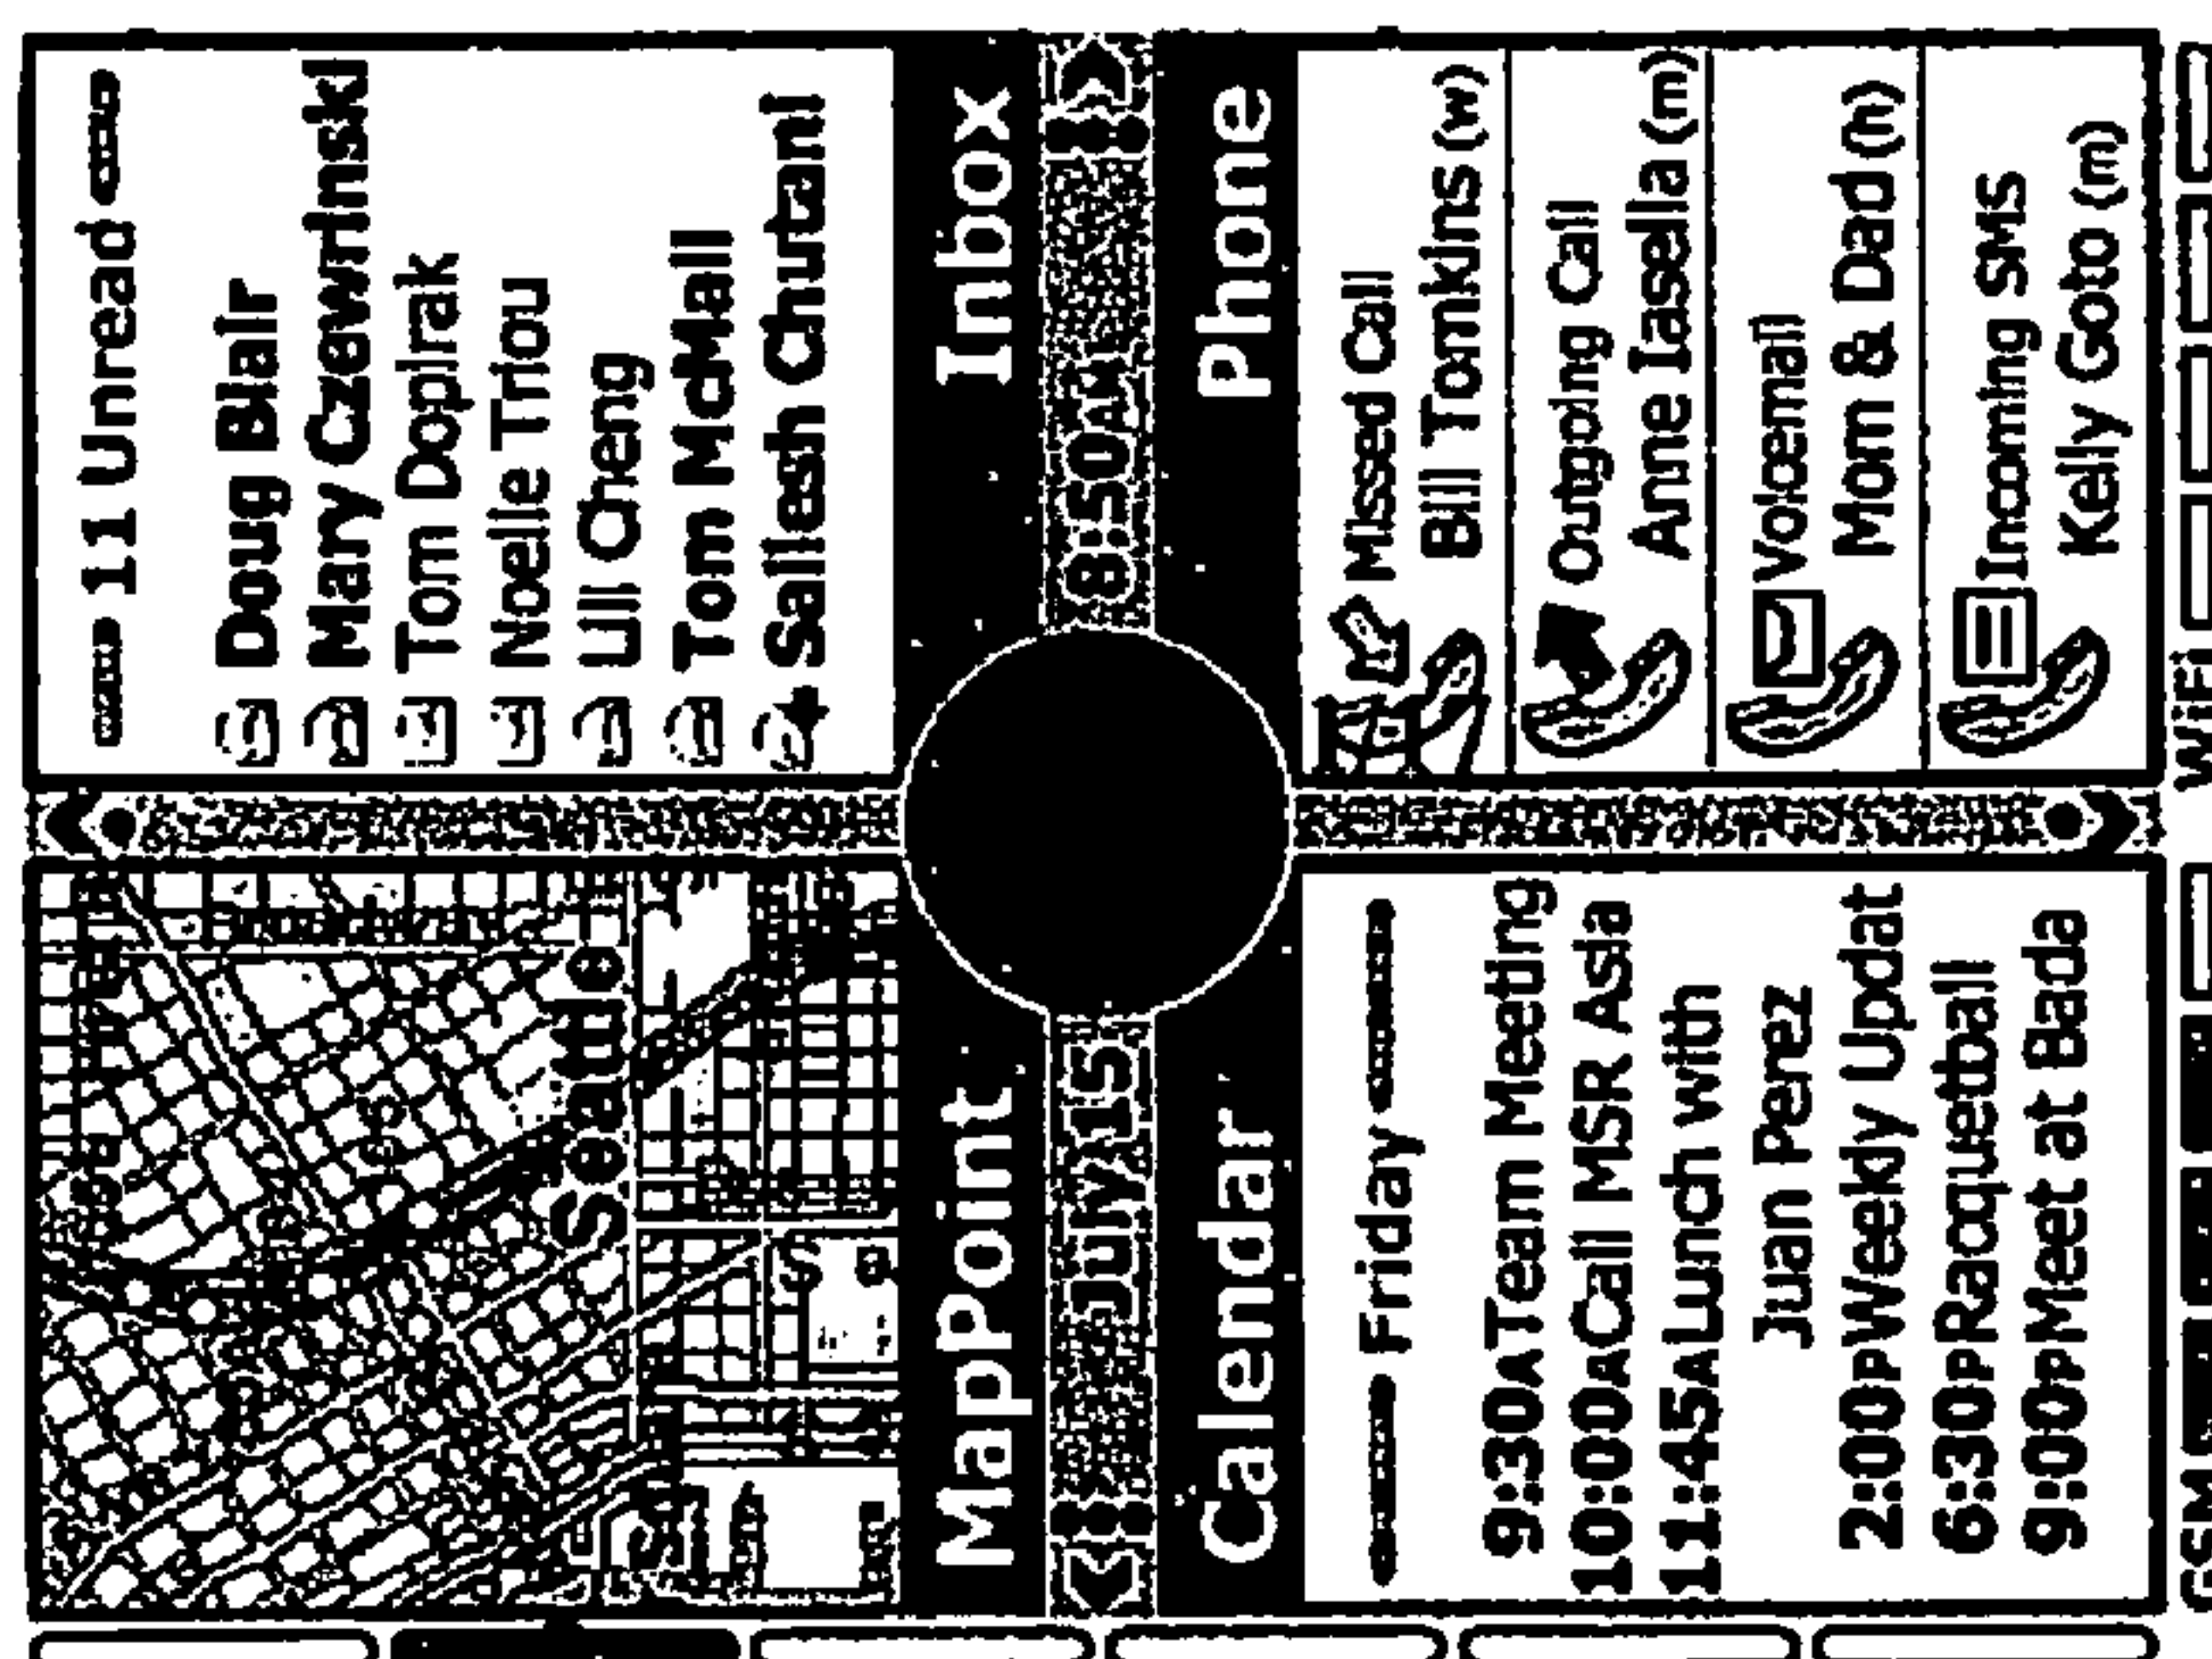 Seattle
MapPoint
11 Unread
Doug Blair
Mary Czewrinski
Tom Dopirak
Noelle Triou
Uli Cheng
Tom McMail
Sailesh Chutani
Inbox
July 15
8:50AM
Calendar
Friday
9:30A Team Meeting
10:00A Call MSR Asia
11:45A Lunch with
Juan Perez
2:00P Weekly Updat
6:30P Racquetball
9:00P Meet at Bada
Phone
Missed Call
Bill Tomkins (w)
Outgoing Call
Anne Iasella (m)
Voicemail
Mom & Dad (h)
Incoming SMS
Kelly Goto (m)
GSM
WiFi